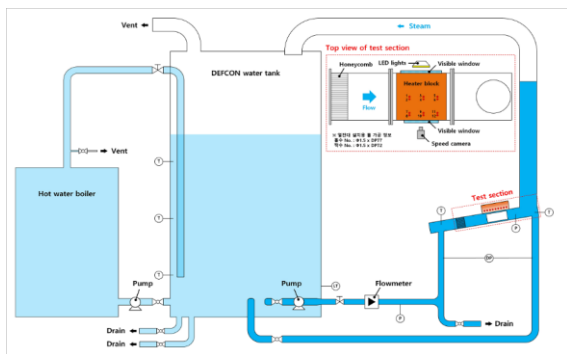 Vent
Steam
Top view of test section
LED lights
Honeycomb
Visible window
DEFCON water tank
Heater block
Flow
Visible window
Speed camera
Vent
Test section
Hot water boiler
T
T
T
T
T
P
DP
LT
Pump
Pump
Flowmeter
P
Drain
Drain
Drain